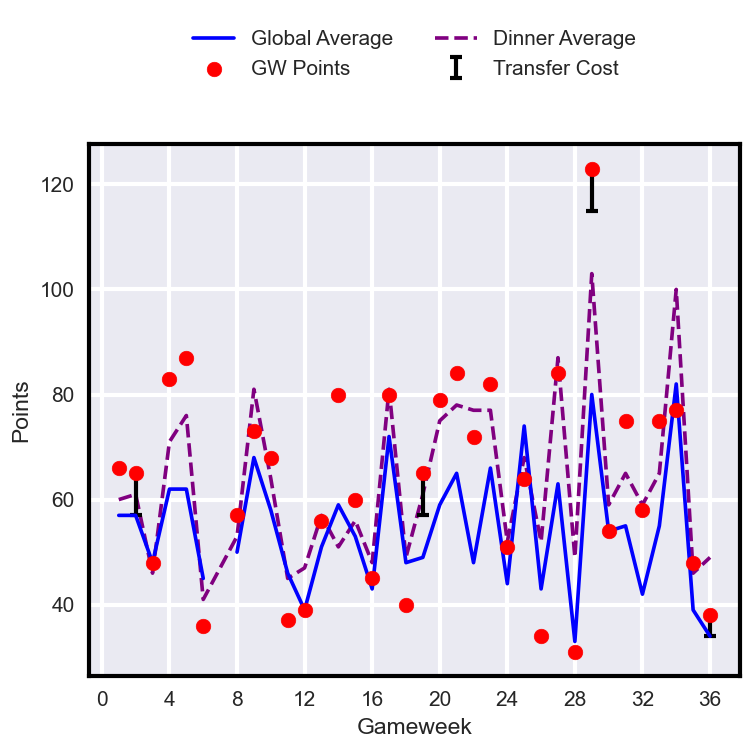 Global Average
Dinner Average
GW Points
Transfer Cost
120
100
80
60
40
Points
0 4 8 12 16 20 24 28 32 36
Gameweek